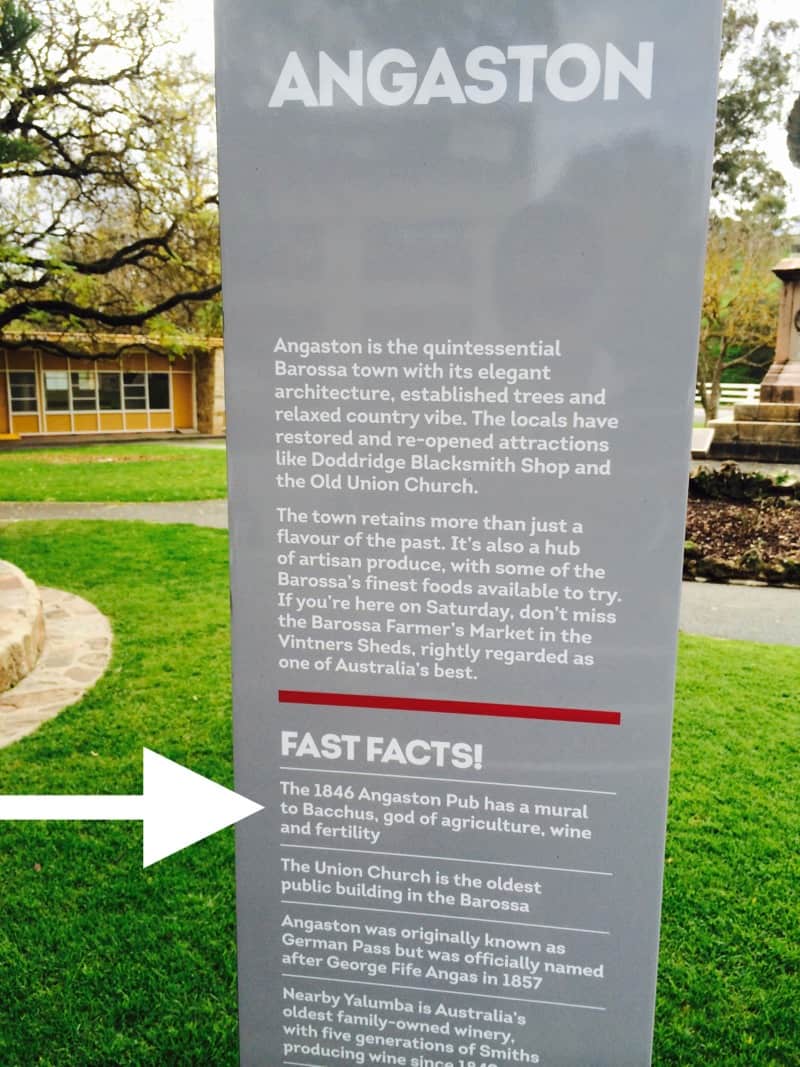 ANGASTON
Angaston is the quintessential
Barossa town with its elegant
architecture, established trees and
relaxed country vibe. The locals have
restored and re-opened attractions
like Doddridge Blacksmith Shop and
the Old Union Church.
The town retains more than just a
flavour of the past. It's also a hub
of artisan produce, with some of the
Barossa's finest foods available to try.
If you're here on Saturday, don't miss
the Barossa Farmer's Market in the
Vintners Sheds, rightly regarded as
one of Australia's best.
FAST FACTS!
The 1846 Angaston Pub has a mural
to Bacchus, god of agriculture, wine
and fertility
The Union Church is the oldest
public building in the Barossa
Angaston was originally known as
German Pass but was officially named
after George Fife Angas in 1857
Nearby Yalumba is Australia's
oldest family-owned winery,
with five generations of Smiths
producing wine since